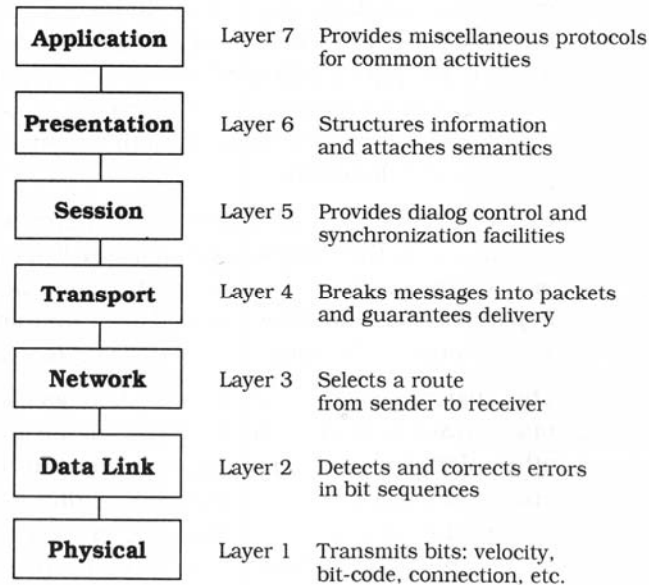 Application Layer 7 Provides miscellaneous protocols
for common activities
Presentation Layer 6 Structures information
and attaches semantics
Session Layer 5 Provides dialog control and
synchronization facilities
Transport Layer 4 Breaks messages into packets
and guarantees delivery
Network Layer 3 Selects a route
from sender to receiver
Data Link Layer 2 Detects and corrects errors
in bit sequences
Physical Layer 1 Transmits bits: velocity,
bit-code, connection, etc.